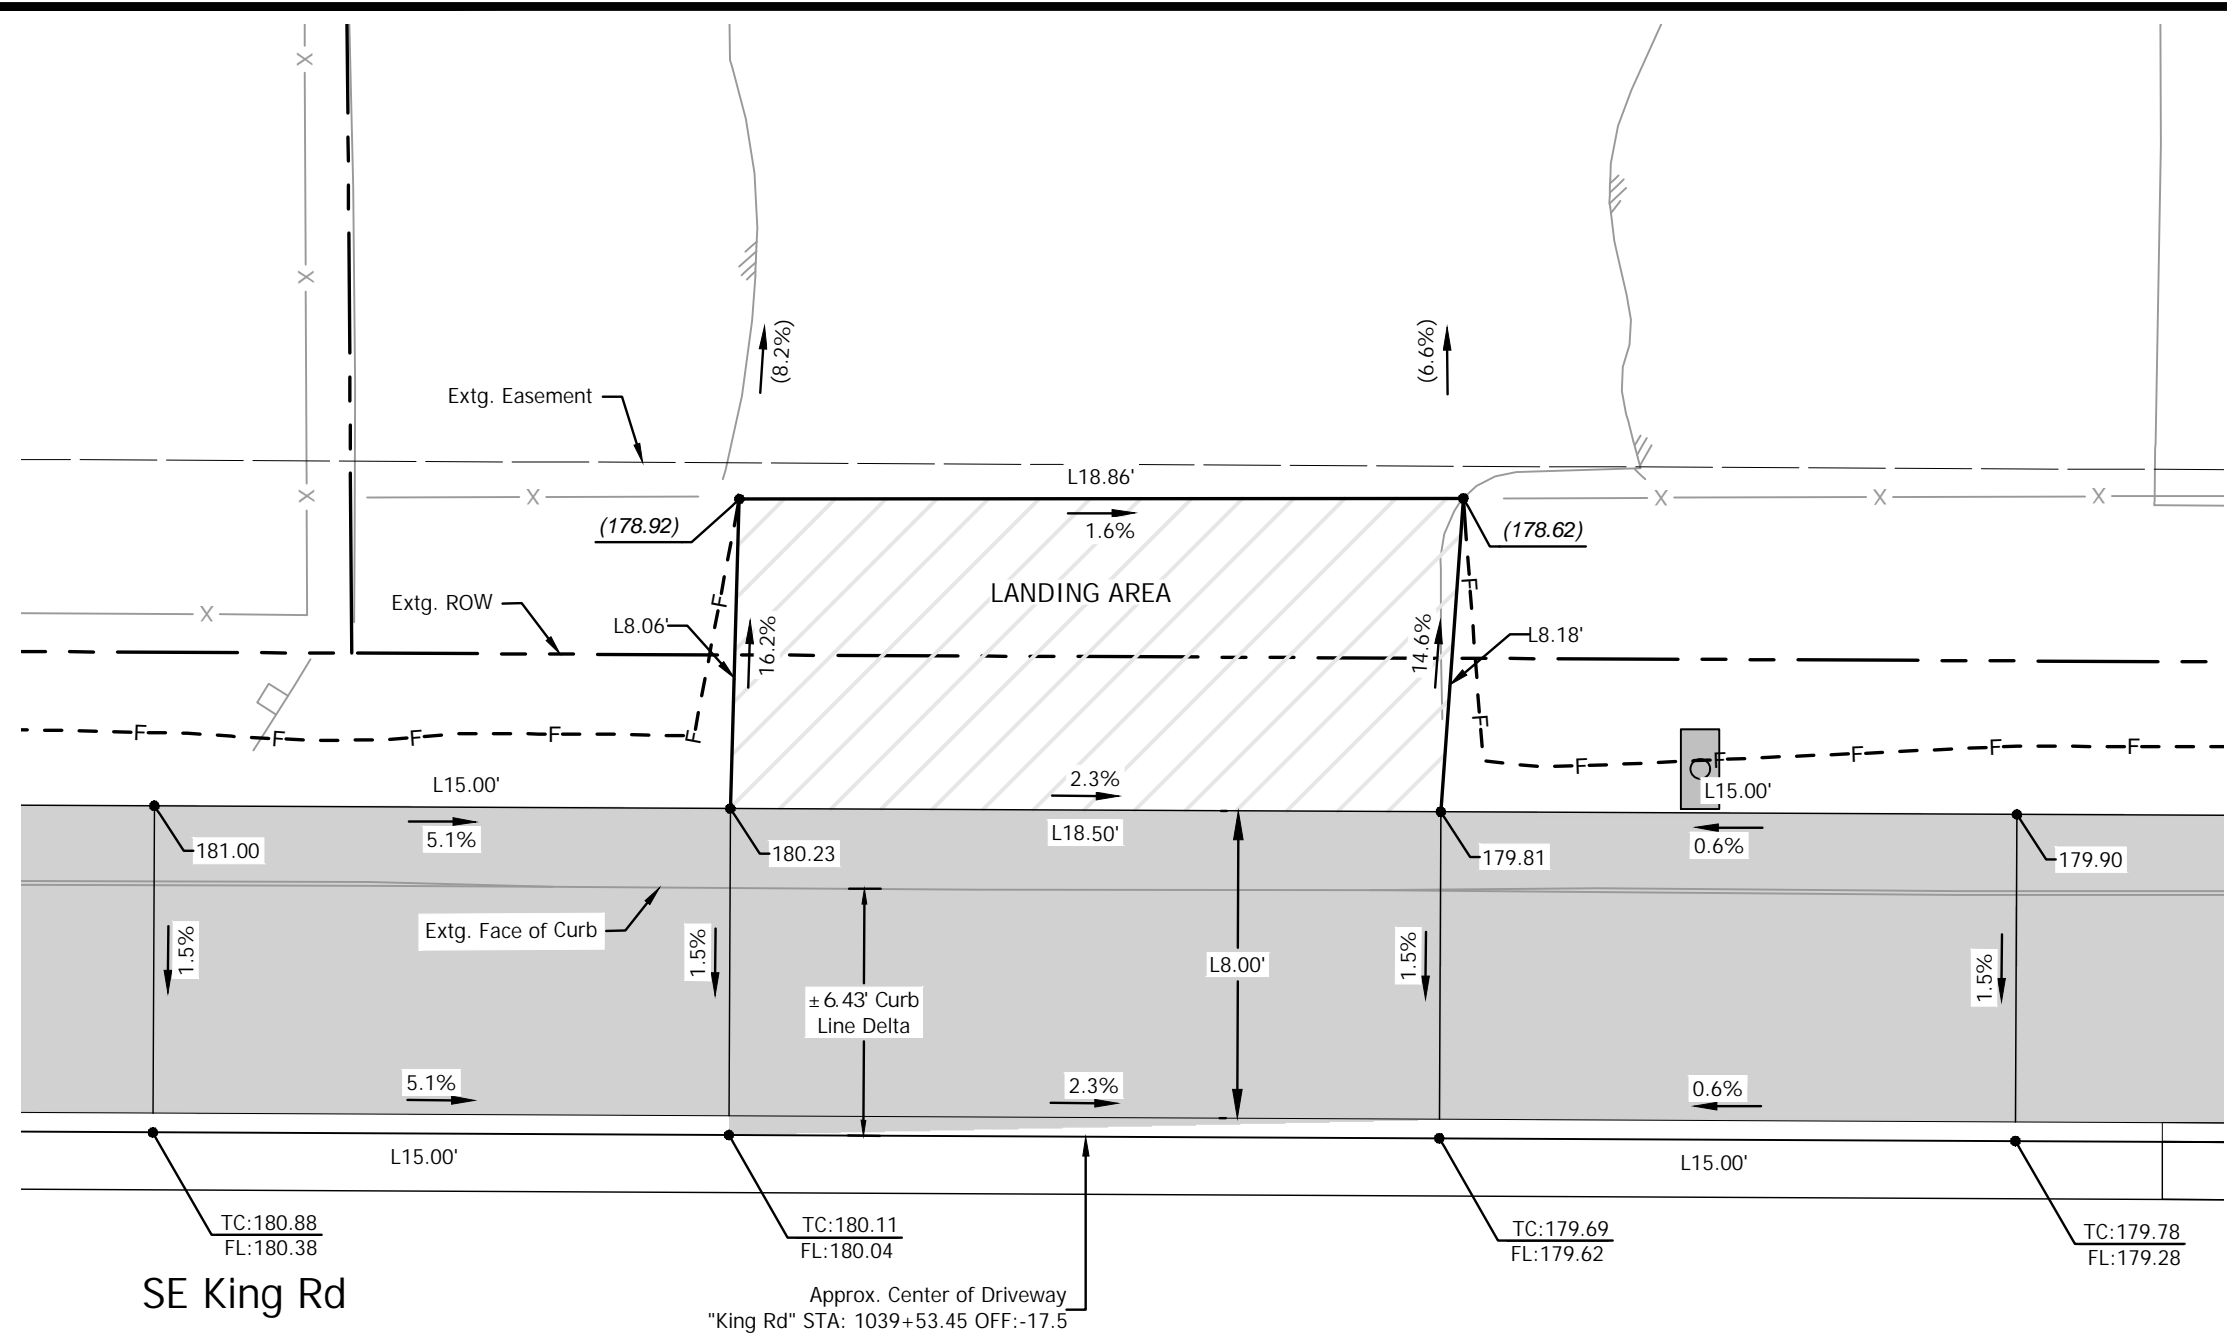 X
X
(8.2%)
(6.6%)
Extg. Easement
L18.86'
X
X
X
X
X
(178.92)
1.6%
(178.62)
LANDING AREA
F
F
Extg. ROW
X
L8.06'
16.2%
14.6%
L8.18'
F
F
F
F
F
F
F
F
F
F
F
F
2.3%
L15.00'
L15.00'
5.1%
L18.50'
0.6%
181.00
180.23
179.81
179.90
Extg. Face of Curb
1.5%
1.5%
1.5%
1.5%
L8.00'
±6.43' Curb
Line Delta
5.1%
2.3%
0.6%
L15.00'
L15.00'
TC:180.88
FL:180.38
TC:180.11
FL:180.04
TC:179.69
FL:179.62
TC:179.78
FL:179.28
SE King Rd
Approx. Center of Driveway
"King Rd" STA: 1039+53.45 OFF:-17.5